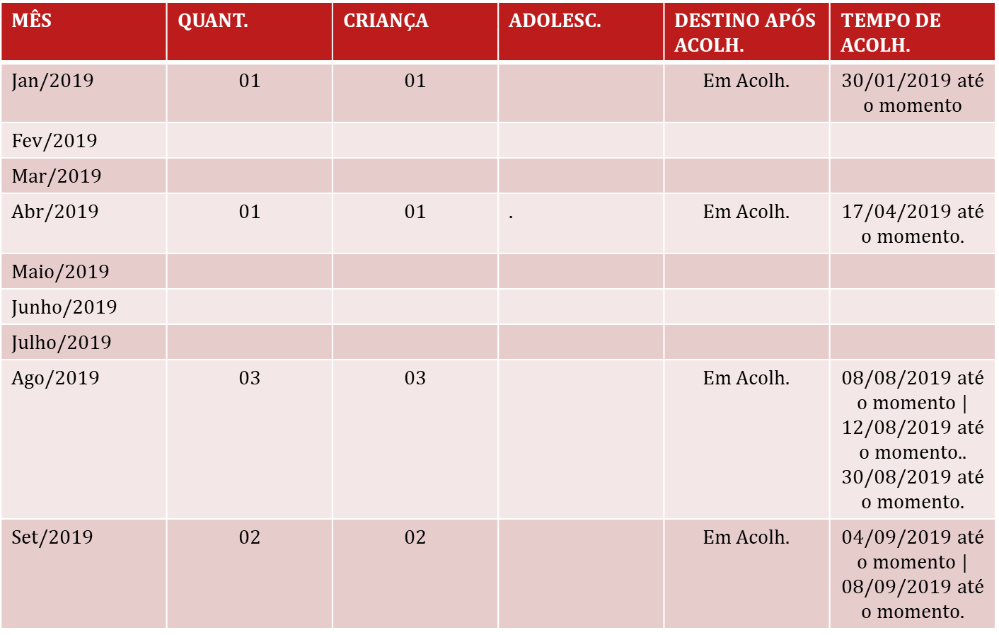 MÊS QUANT. CRIANÇA ADOLESC. DESTINO APÓS ACOLH. TEMPO DE ACOLH.
Jan/2019 01 01 Em Acolh. 30/01/2019 até
o momento
Fev/2019
Mar/2019
Abr/2019 01 01 . Em Acolh. 17/04/2019 até
o momento.
Maio/2019
Junho/2019
Julho/2019
Ago/2019 03 03 Em Acolh. 08/08/2019 até
o momento |
12/08/2019 até
o momento..
30/08/2019 até
o momento.
Set/2019 02 02 Em Acolh. 04/09/2019 até
o momento |
08/09/2019 até
o momento.